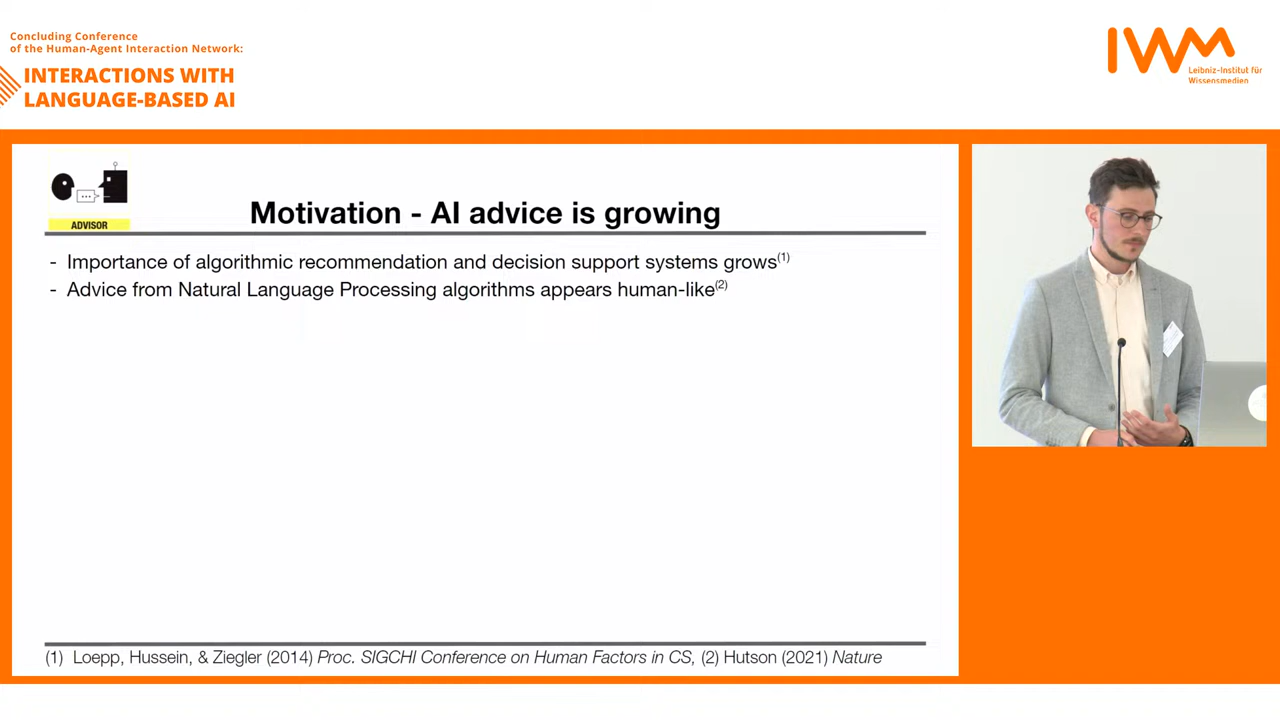 Concluding Conference
of the Human-Agent Interaction Network:
INTERACTIONS WITH
LANGUAGE-BASED AI
IWM
Leibniz-Institut für
Wissensmedien
...
ADVISOR
Motivation - AI advice is growing
- Importance of algorithmic recommendation and decision support systems grows(1)
- Advice from Natural Language Processing algorithms appears human-like(2)
(1) Loepp, Hussein, & Ziegler (2014) Proc. SIGCHI Conference on Human Factors in CS, (2) Hutson (2021) Nature